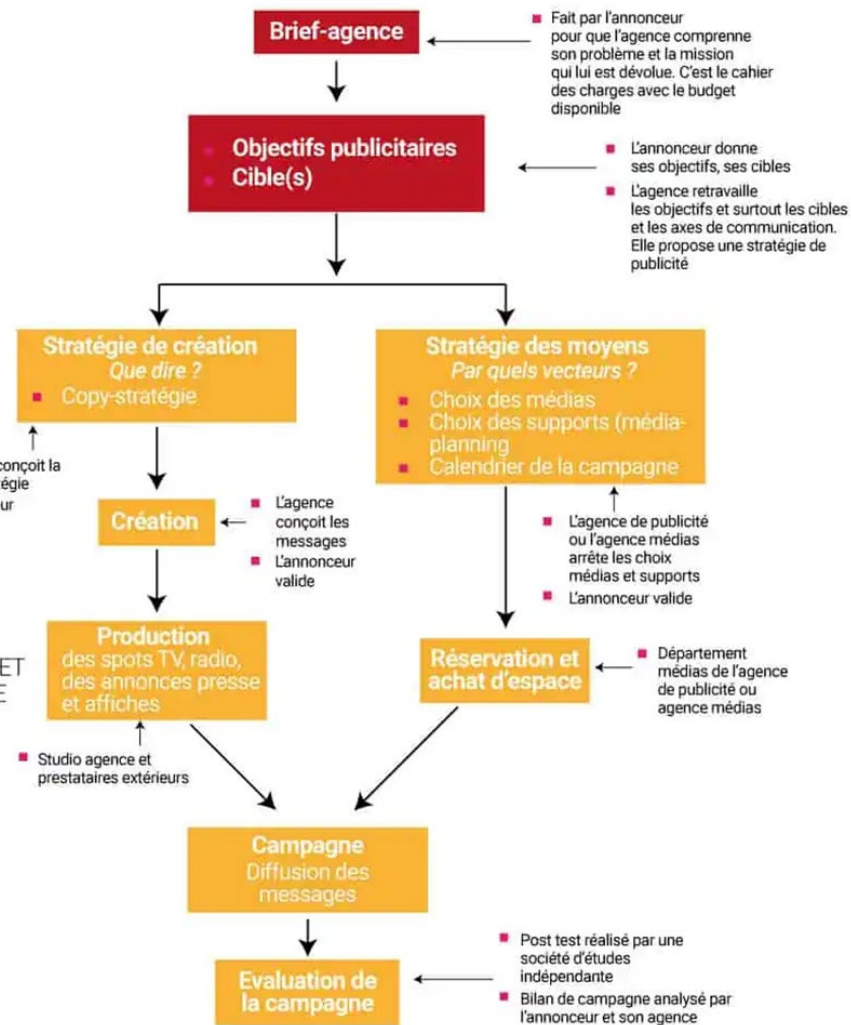 Brief-agence
Fait par l'annonceur
pour que l'agence comprenne
son problème et la mission
qui lui est dévolue. C'est le cahier
des charges avec le budget
disponible
Objectifs publicitaires
Cible(s)
L'annonceur donne
ses objectifs, ses cibles
L'agence retravaille
les objectifs et surtout les cibles
et les axes de communication.
Elle propose une stratégie de
publicité
Stratégie de création
Que dire ?
Copy-stratégie
Stratégie des moyens
Par quels vecteurs ?
Choix des médias
Choix des supports (média-
planning
Calendrier de la campagne
conçoit la
Création
L'agence
conçoit les
messages
L'annonceur
valide
L'agence de publicité
ou l'agence médias
arrête les choix
médias et supports
L'annonceur valide
Production
des spots TV, radio,
des annonces presse
et affiches
ET
Réservation et
achat d'espace
Département
médias de l'agence
de publicité ou
agence médias
Studio agence et
prestataires extérieurs
Campagne
Diffusion des
messages
Evaluation de
la campagne
Post test réalisé par une
société d'études
indépendante
Bilan de campagne analysé par
l'annonceur et son agence